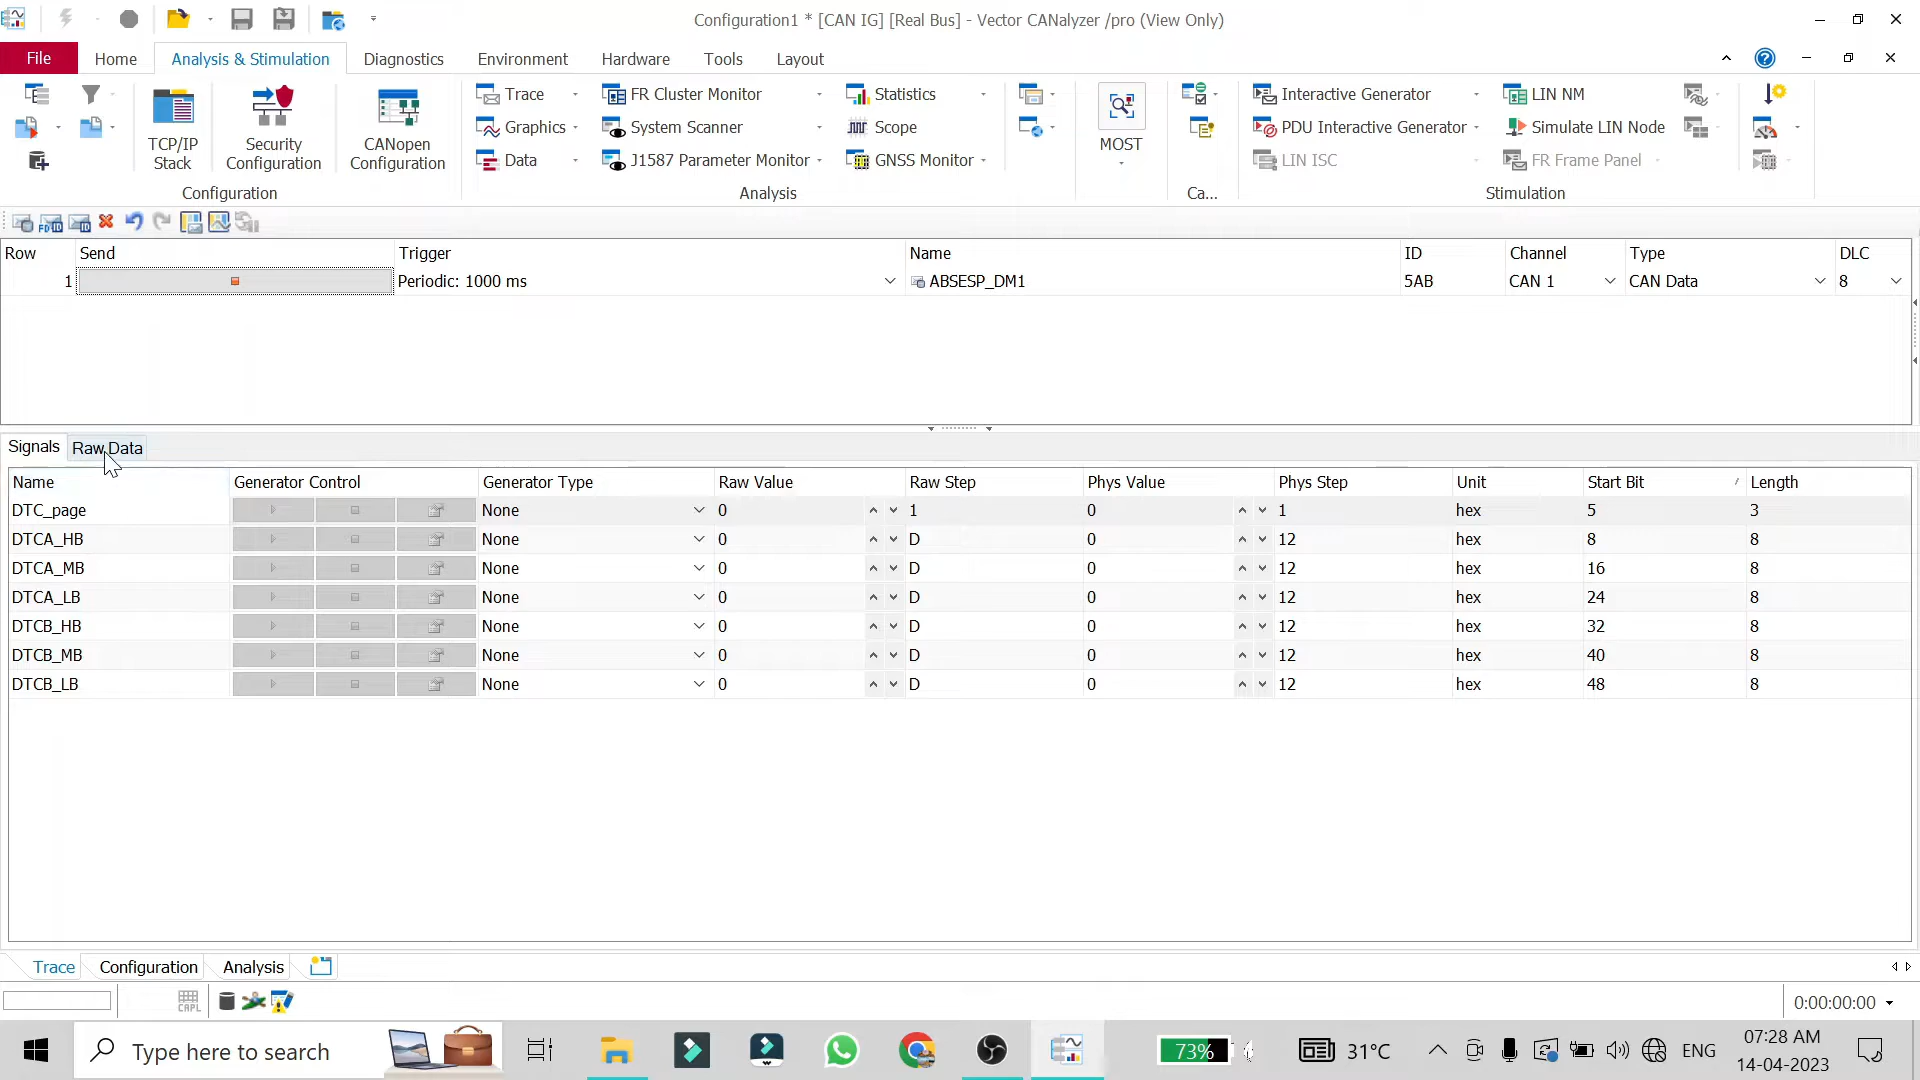 Configuration1 * [CAN IG] [Real Bus] - Vector CANalyzer /pro (View Only)
File Home Analysis & Stimulation Diagnostics Environment Hardware Tools Layout
Trace FR Cluster Monitor Statistics Interactive Generator LIN NM
Graphics System Scanner Scope PDU Interactive Generator Simulate LIN Node
TCP/IP Stack Security Configuration CANopen Configuration MOST
Data J1587 Parameter Monitor GNSS Monitor LIN ISC FR Frame Panel
Configuration Analysis Ca... Stimulation
Row Send Trigger Name ID Channel Type DLC
1 Periodic: 1000 ms ABSESP_DM1 5AB CAN 1 CAN Data 8
Signals Raw Data
Name Generator Control Generator Type Raw Value Raw Step Phys Value Phys Step Unit Start Bit Length
DTC_page None 0 1 0 1 hex 5 3
DTCA_HB None 0 D 0 12 hex 8 8
DTCA_MB None 0 D 0 12 hex 16 8
DTCA_LB None 0 D 0 12 hex 24 8
DTCB_HB None 0 D 0 12 hex 32 8
DTCB_MB None 0 D 0 12 hex 40 8
DTCB_LB None 0 D 0 12 hex 48 8
Trace Configuration Analysis
CAPL 0:00:00:00
Type here to search 73% 31°C ENG 07:28 AM
14-04-2023